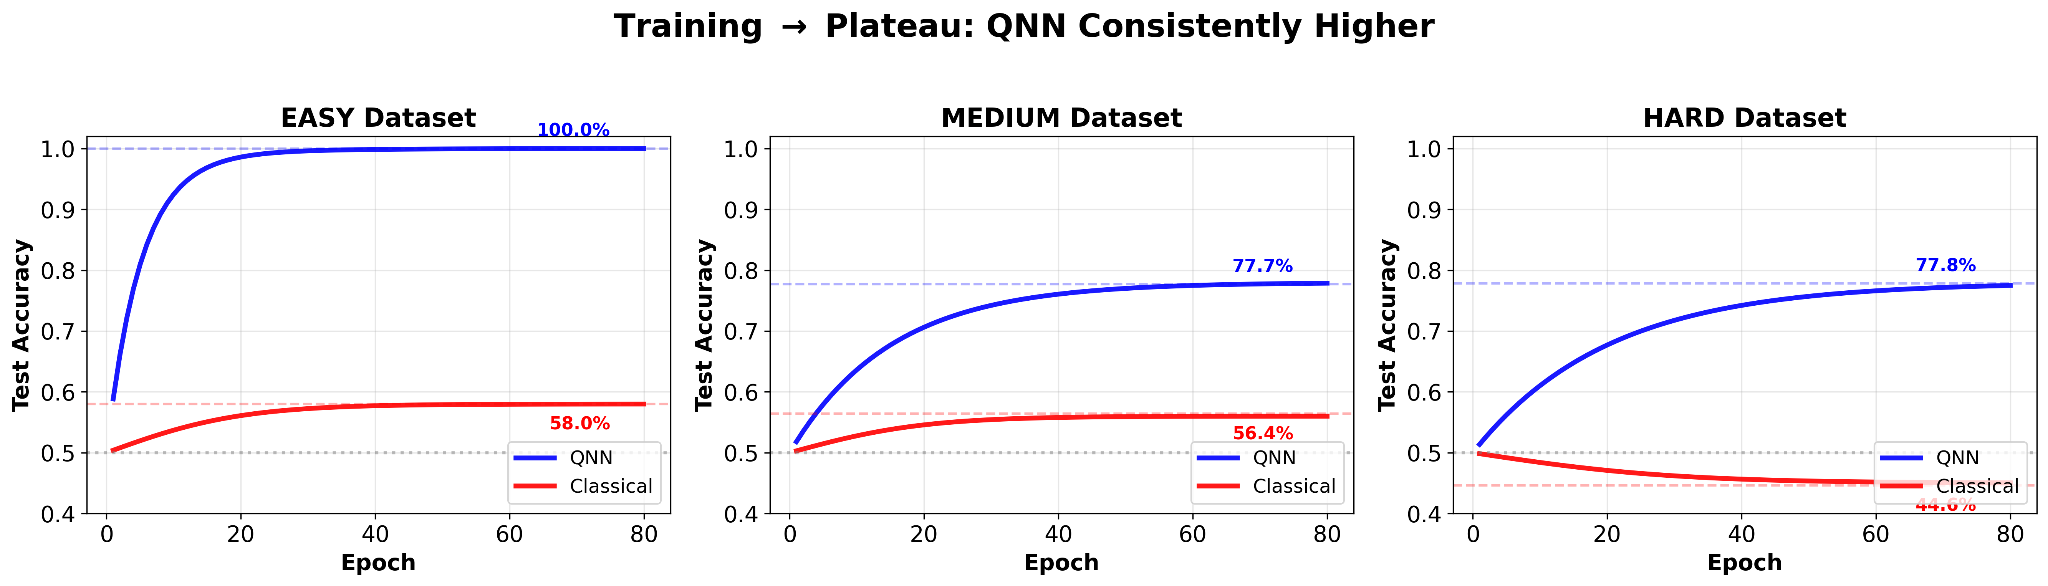 Training → Plateau: QNN Consistently Higher
EASY Dataset
100.0%
1.0
0.9
0.8
0.7
0.6
0.5
0.4
Test Accuracy
58.0%
QNN
Classical
0 20 40 60 80
Epoch
MEDIUM Dataset
1.0
0.9
0.8
0.7
0.6
0.5
0.4
Test Accuracy
77.7%
56.4%
QNN
Classical
0 20 40 60 80
Epoch
HARD Dataset
1.0
0.9
0.8
0.7
0.6
0.5
0.4
Test Accuracy
77.8%
QNN
Classical
44.6%
0 20 40 60 80
Epoch